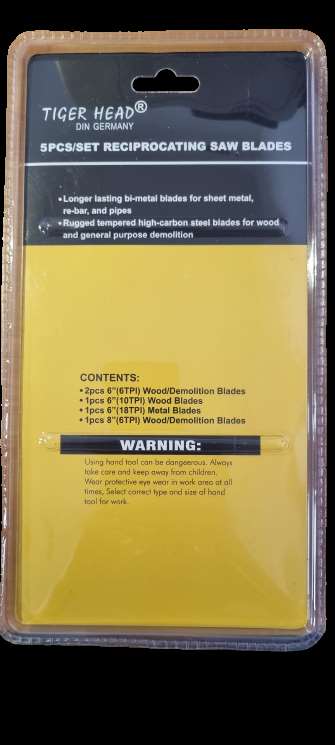 TIGER HEAD®
DIN GERMANY
5PCS/SET RECIPROCATING SAW BLADES
•Longer lasting bi-metal blades for sheet metal,
re-bar, and pipes
•Rugged tempered high-carbon steel blades for wood
and general purpose demolition
CONTENTS:
•2pcs 6"(6TPI) Wood/Demolition Blades
•1pcs 6"(10TPI) Wood Blades
•1pcs 6"(18TPI) Metal Blades
•1pcs 8"(6TPI) Wood/Demolition Blades
WARNING:
Using hand tool can be dangeerous. Always
take care and keep away from children.
Wear protective eye wear in work area at all
times, Select correct type and size of hand
tool for work.